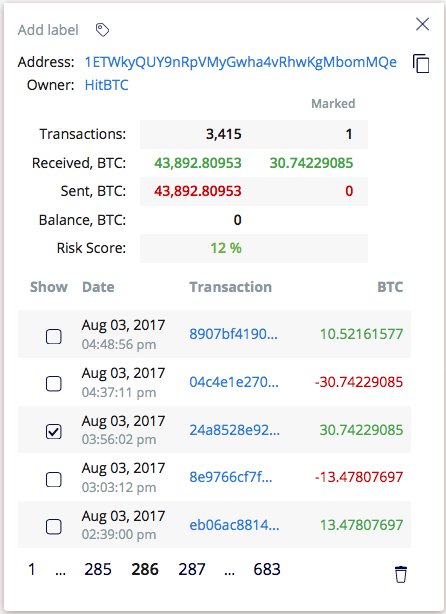 Add label
Address: 1ETWkyQUY9nRpVMyGwha4vRhwKgMbomMQe
Owner: HitBTC
Marked
Transactions: 3,415 1
Received, BTC: 43,892.80953 30.74229085
Sent, BTC: 43,892.80953 0
Balance, BTC: 0
Risk Score: 12 %
Show Date Transaction BTC
Aug 03, 2017
04:48:56 pm 8907bf4190... 10.52161577
Aug 03, 2017
04:37:11 pm 04c4e1e270... -30.74229085
Aug 03, 2017
03:56:02 pm 24a8528e92... 30.74229085
Aug 03, 2017
03:03:12 pm 8e9766cf7f... -13.47807697
Aug 03, 2017
02:39:00 pm eb06ac8814... 13.47807697
1 ... 285 286 287 ... 683